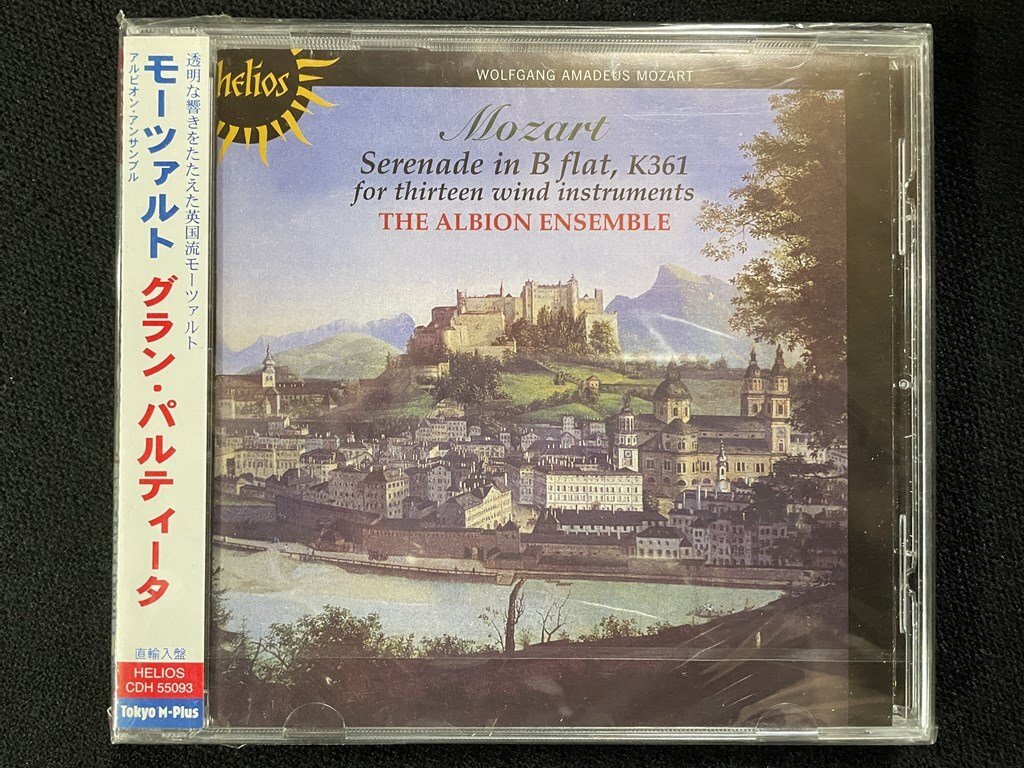 透明な響きをたたえた英国流モーツァルト
モーツァルト グラン・パルティータ
アルビオン・アンサンブル
直輸入盤
HELIOS
CDH 55093
Tokyo M-Plus
helios
WOLFGANG AMADEUS MOZART
Mozart
Serenade in B flat, K361
for thirteen wind instruments
THE ALBION ENSEMBLE